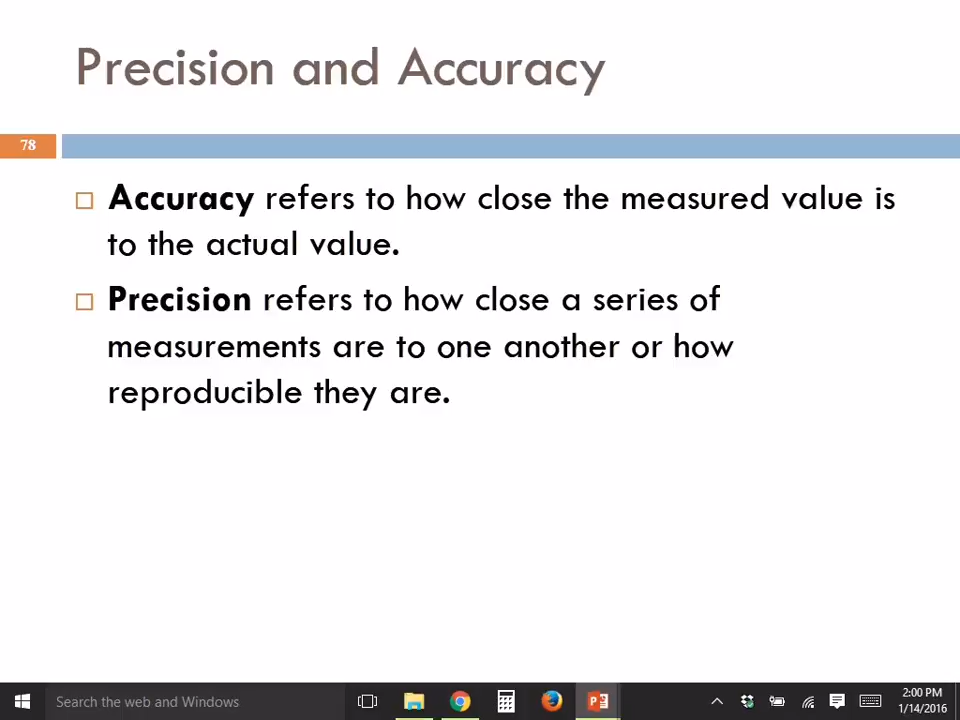 Precision and Accuracy
78
Accuracy refers to how close the measured value is
to the actual value.
Precision refers to how close a series of
measurements are to one another or how
reproducible they are.
Search the web and Windows
2:00 PM
1/14/2016